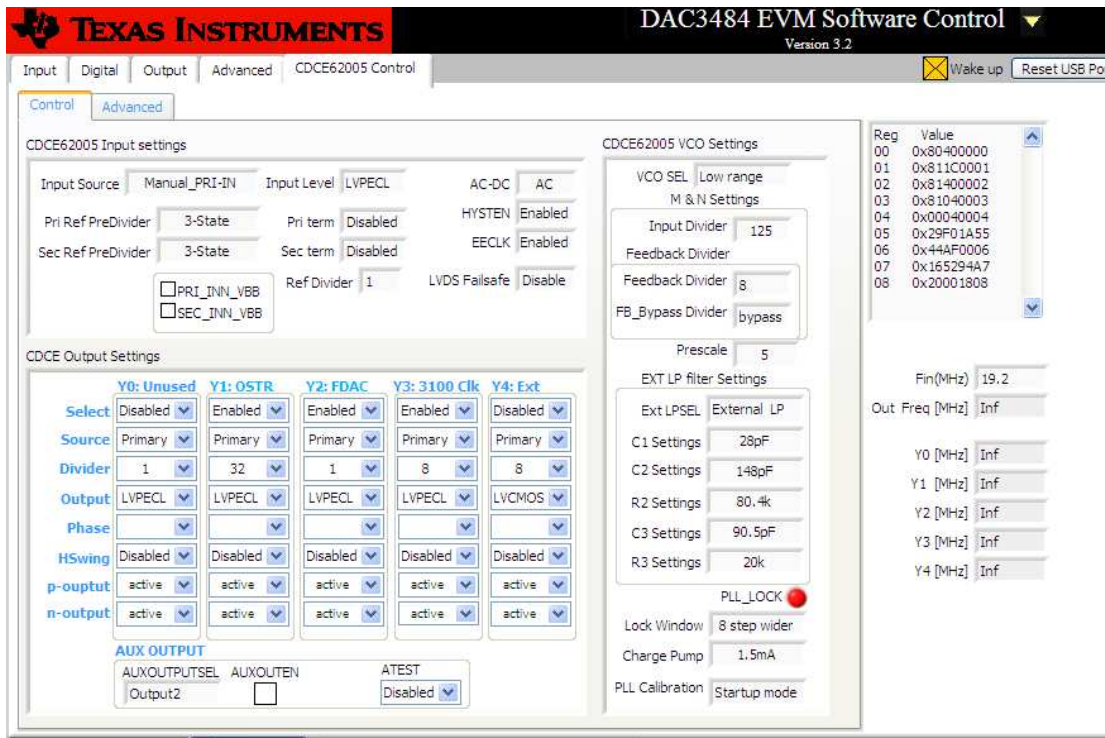 TEXAS INSTRUMENTS
DAC3484 EVM Software Control
Version 3.2
Input Digital Output Advanced CDCE62005 Control
Wake up Reset USB Po
Control Advanced
CDCE62005 Input settings
Input Source Manual_PRI-IN Input Level LVPECL AC-DC AC
Pri Ref PreDivider 3-State Pri term Disabled HYSTEN Enabled
Sec Ref PreDivider 3-State Sec term Disabled EECLK Enabled
PRI_INN_VBB Ref Divider 1 LVDS Failsafe Disable
SEC_INN_VBB
CDCE Output Settings
Y0: Unused Y1: OSTR Y2: FDAC Y3: 3100 Clk Y4: Ext
Select Disabled Enabled Enabled Enabled Disabled
Source Primary Primary Primary Primary Primary
Divider 1 32 1 8 8
Output LVPECL LVPECL LVPECL LVPECL LVCMOS
Phase
HSwing Disabled Disabled Disabled Disabled Disabled
p-ouptut active active active active active
n-output active active active active active
AUX OUTPUT
AUXOUTPUTSEL AUXOUTEN ATEST
Output2 Disabled
CDCE62005 VCO Settings
VCO SEL Low range
M & N Settings
Input Divider 125
Feedback Divider
Feedback Divider 8
FB_Bypass Divider bypass
Prescale 5
EXT LP filter Settings
Ext LPSEL External LP
C1 Settings 28pF
C2 Settings 148pF
R2 Settings 80.4k
C3 Settings 90.5pF
R3 Settings 20k
PLL_LOCK
Lock Window 8 step wider
Charge Pump 1.5mA
PLL Calibration Startup mode
Reg Value
00 0x80400000
01 0x811C0001
02 0x81400002
03 0x81040003
04 0x00040004
05 0x29F01A55
06 0x44AF0006
07 0x165294A7
08 0x20001808
Fin(MHz) 19.2
Out Freq [MHz] Inf
Y0 [MHz] Inf
Y1 [MHz] Inf
Y2 [MHz] Inf
Y3 [MHz] Inf
Y4 [MHz] Inf